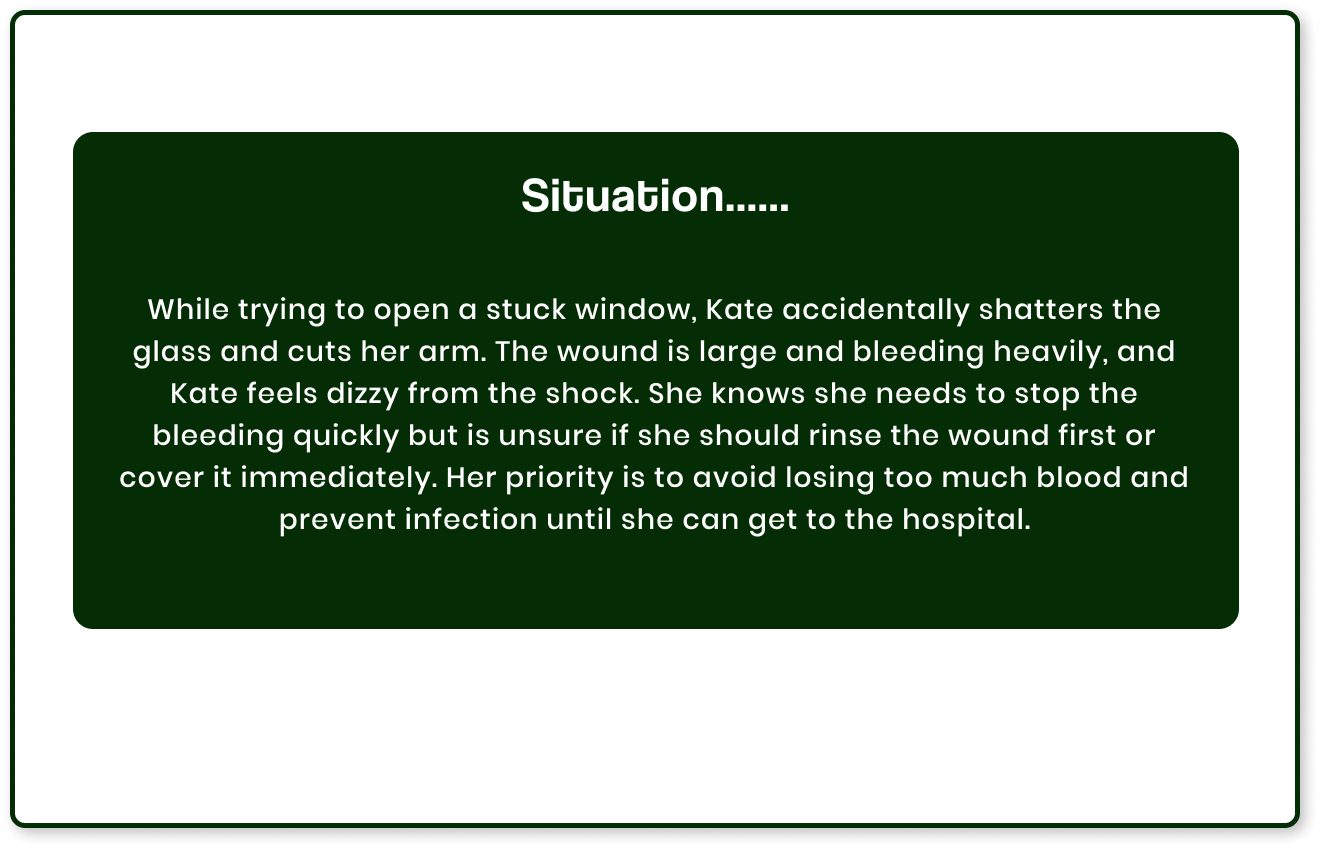 Situation......
While trying to open a stuck window, Kate accidentally shatters the
glass and cuts her arm. The wound is large and bleeding heavily, and
Kate feels dizzy from the shock. She knows she needs to stop the
bleeding quickly but is unsure if she should rinse the wound first or
cover it immediately. Her priority is to avoid losing too much blood and
prevent infection until she can get to the hospital.